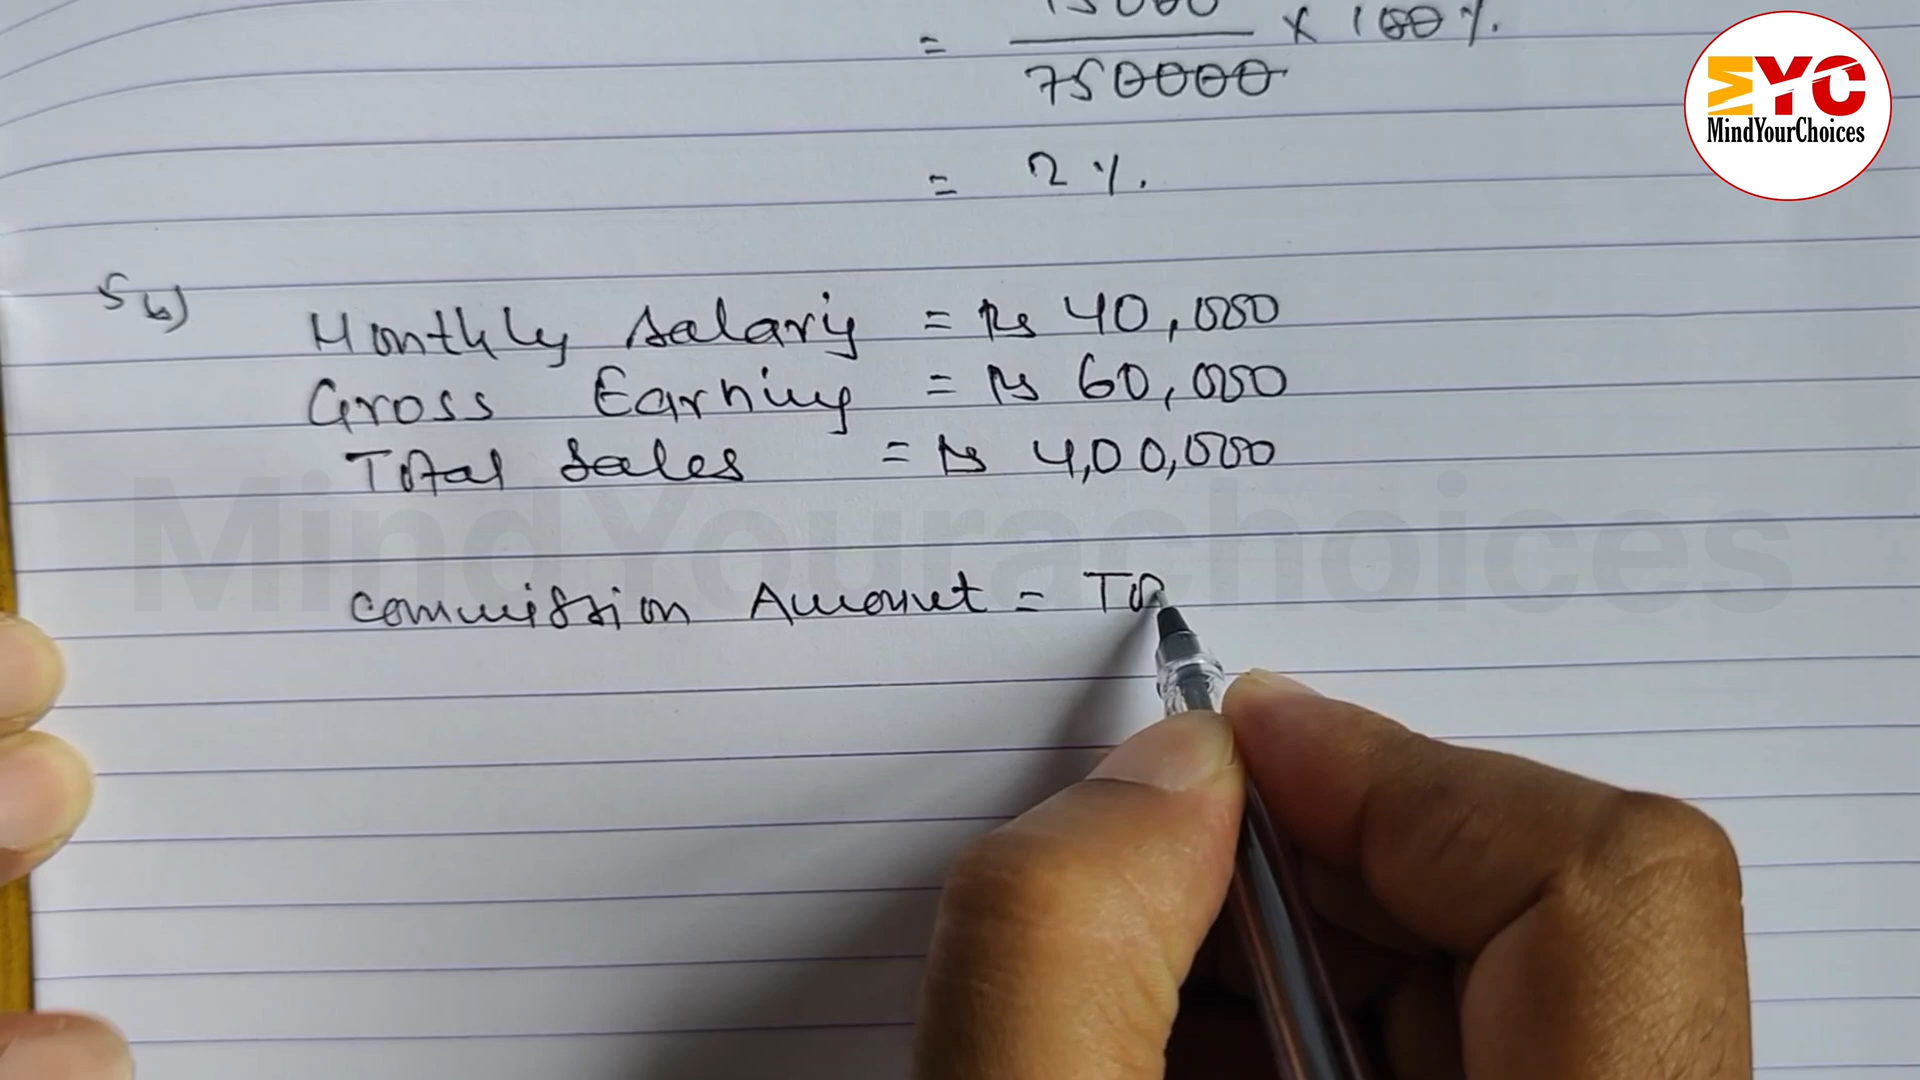 = 15000 / 750000 × 100%.
= 2%.
5 b) Monthly Salary = Rs 40,000
Gross Earning = Rs 60,000
Total Sales = Rs 4,00,000
Commission Amount = To
MYC
MindYourChoices
MindYourachoices